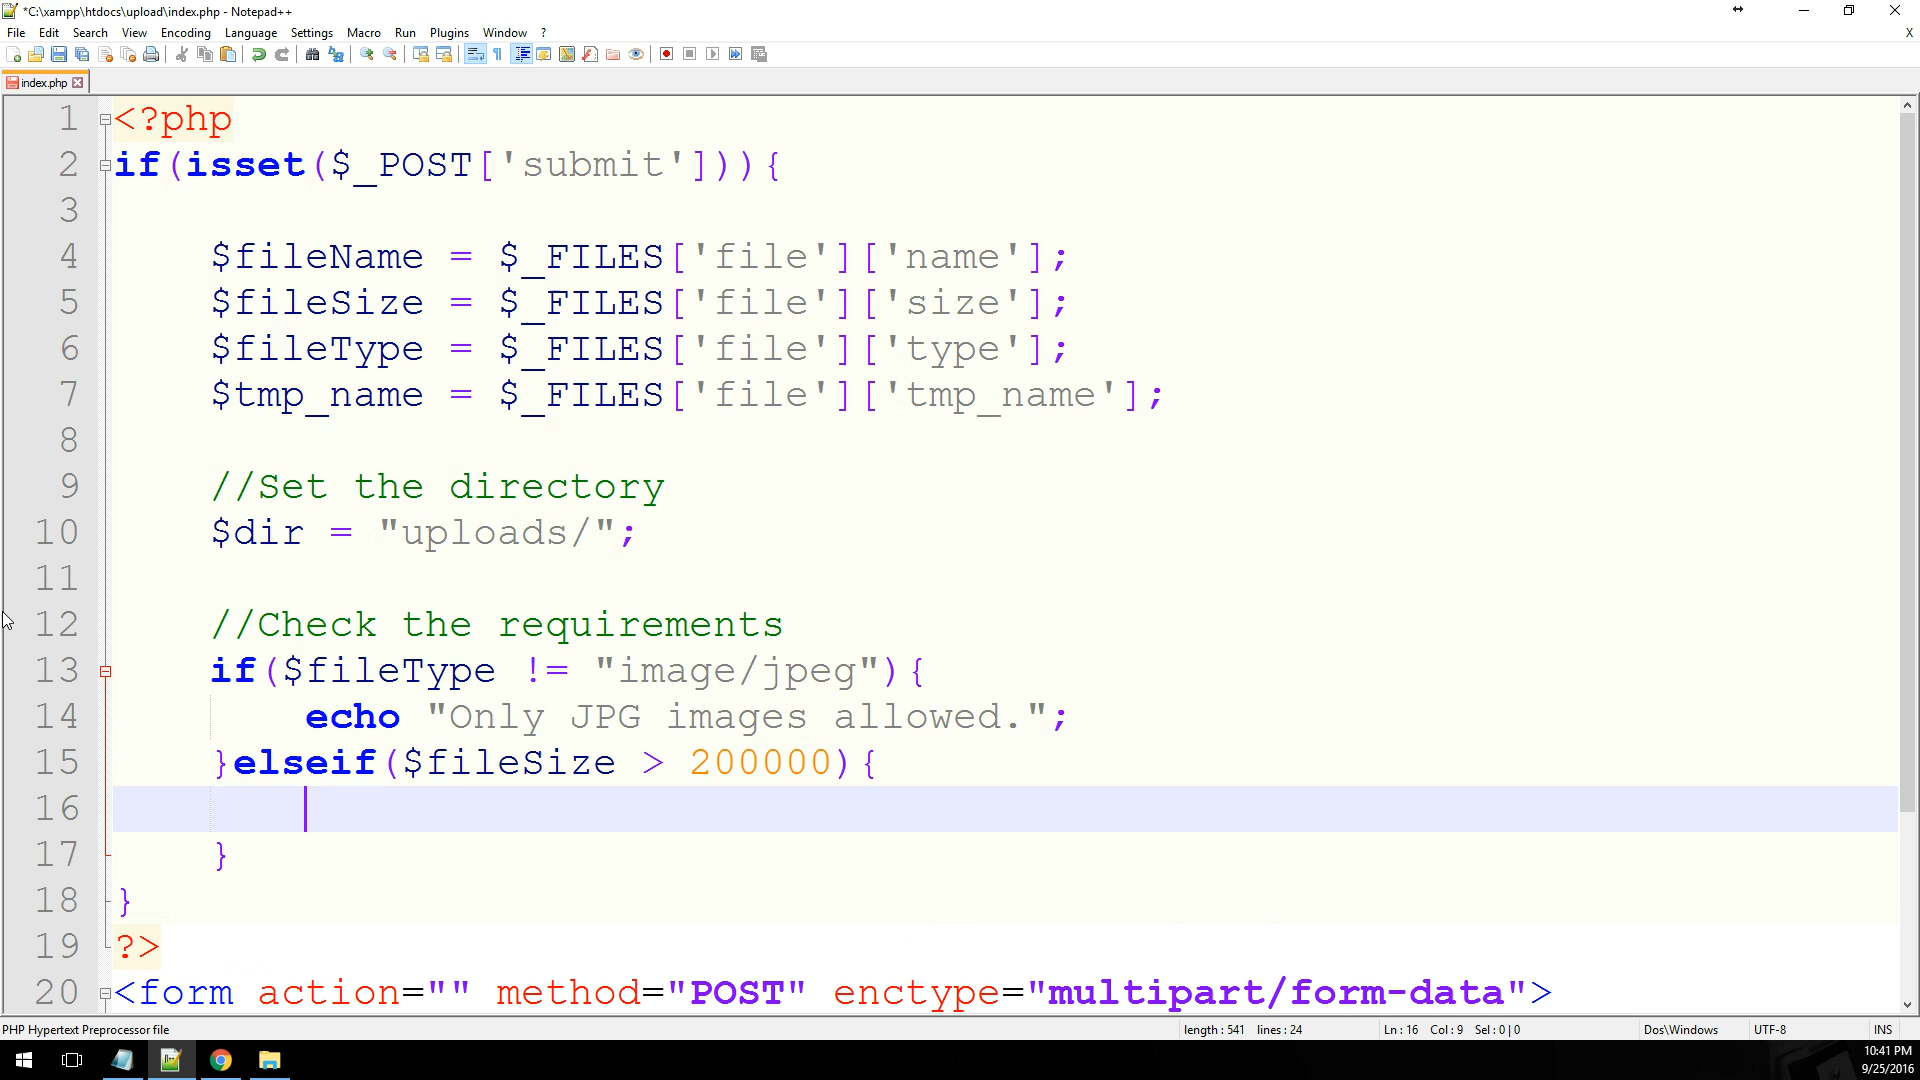 *C:\xampp\htdocs\upload\index.php - Notepad++
File Edit Search View Encoding Language Settings Macro Run Plugins Window ? X
index.php
1 <?php
2 if(isset($_POST['submit'])){
3
4 $fileName = $_FILES['file']['name'];
5 $fileSize = $_FILES['file']['size'];
6 $fileType = $_FILES['file']['type'];
7 $tmp_name = $_FILES['file']['tmp_name'];
8
9 //Set the directory
10 $dir = "uploads/";
11
12 //Check the requirements
13 if($fileType != "image/jpeg"){
14 echo "Only JPG images allowed.";
15 }elseif($fileSize > 200000){
16
17 }
18 }
19 ?>
20 <form action="" method="POST" enctype="multipart/form-data">
PHP Hypertext Preprocessor file length : 541 lines : 24 Ln : 16 Col : 9 Sel : 0 | 0 Dos\Windows UTF-8 INS
10:41 PM
9/25/2016